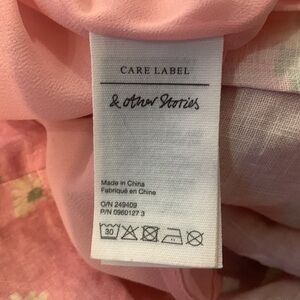 CARE LABEL
& other Stories
Made in China
Fabriqué en Chine
O/N 249409
P/N 0960127 3
30